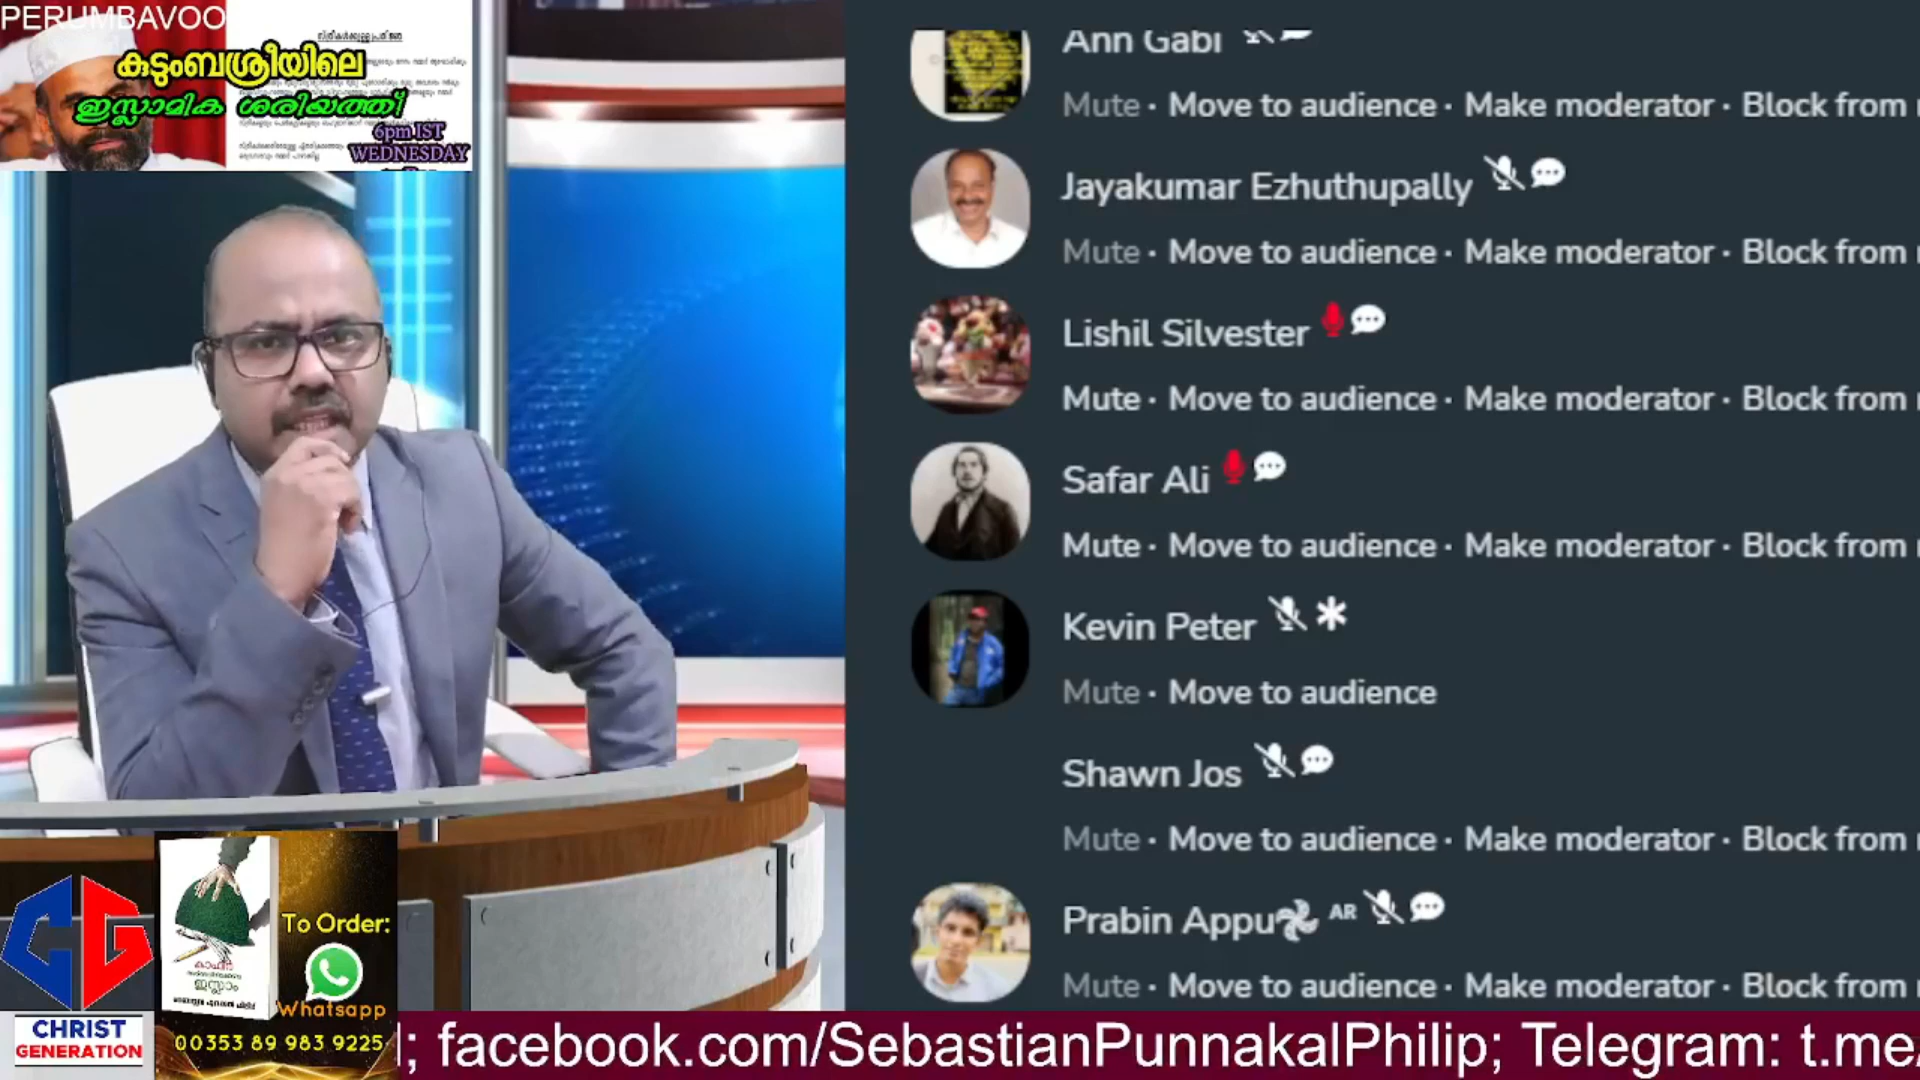 PERUMBAVOO
കുടുംബശ്രീയിലെ
ഇസ്ലാമിക ശരിയത്ത്
6pm IST
WEDNESDAY
Ann Gabi
Mute · Move to audience · Make moderator · Block from
Jayakumar Ezhuthupally
Mute · Move to audience · Make moderator · Block from
Lishil Silvester
Mute · Move to audience · Make moderator · Block from
Safar Ali
Mute · Move to audience · Make moderator · Block from
Kevin Peter
Mute · Move to audience
Shawn Jos
Mute · Move to audience · Make moderator · Block from
Prabin Appu AR
Mute · Move to audience · Make moderator · Block from
CG
CHRIST
GENERATION
ഇസ്ലാം
To Order:
Whatsapp
00353 89 983 9225
; facebook.com/SebastianPunnakalPhilip; Telegram: t.me/